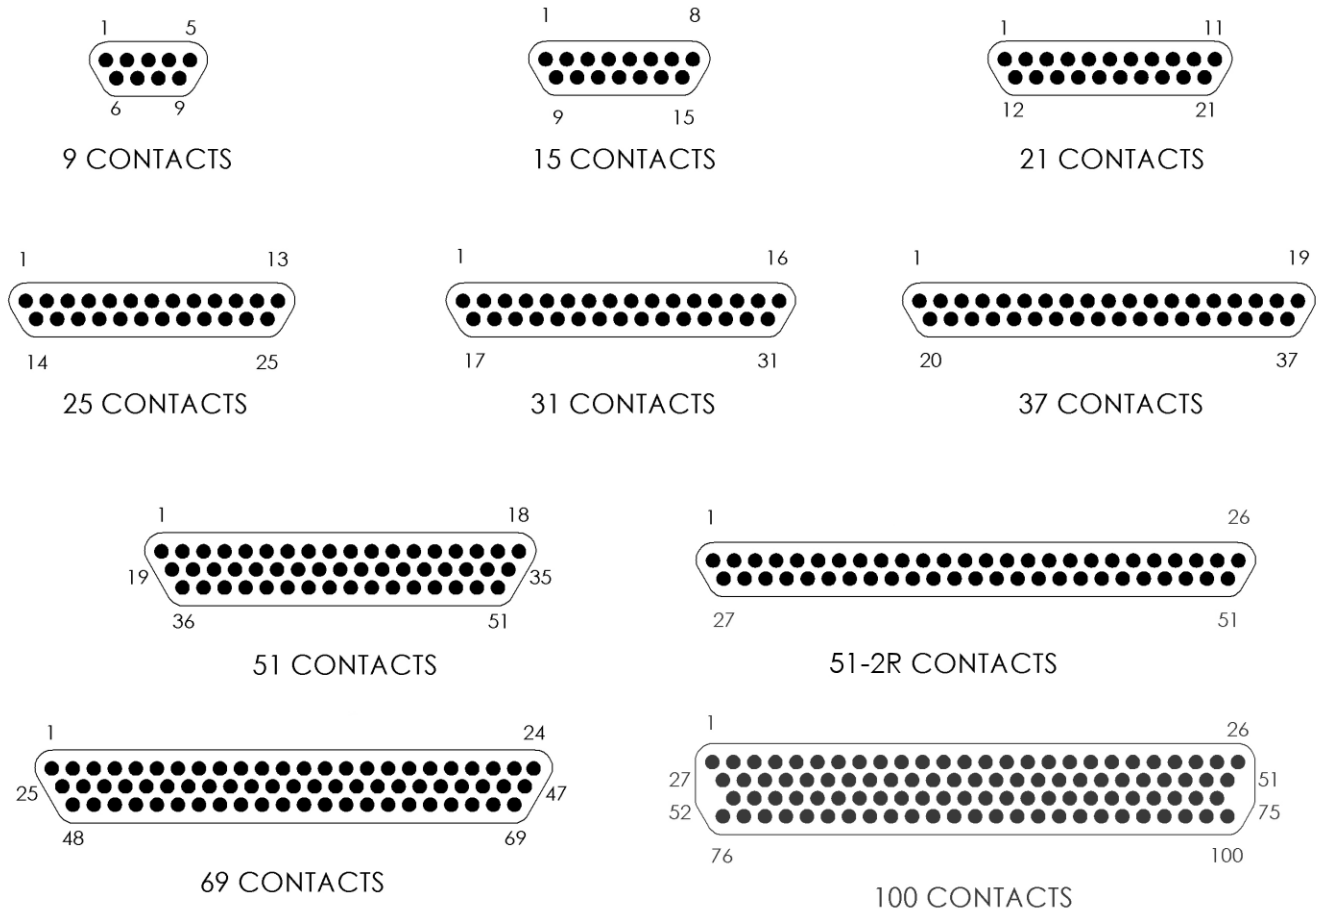 1 5
6 9
9 CONTACTS
1 8
9 15
15 CONTACTS
1 11
12 21
21 CONTACTS
1 13
14 25
25 CONTACTS
1 16
17 31
31 CONTACTS
1 19
20 37
37 CONTACTS
1 18
19 35
36 51
51 CONTACTS
1 26
27 51
51-2R CONTACTS
1 24
25 47
48 69
69 CONTACTS
1 26
27 51
52 75
76 100
100 CONTACTS